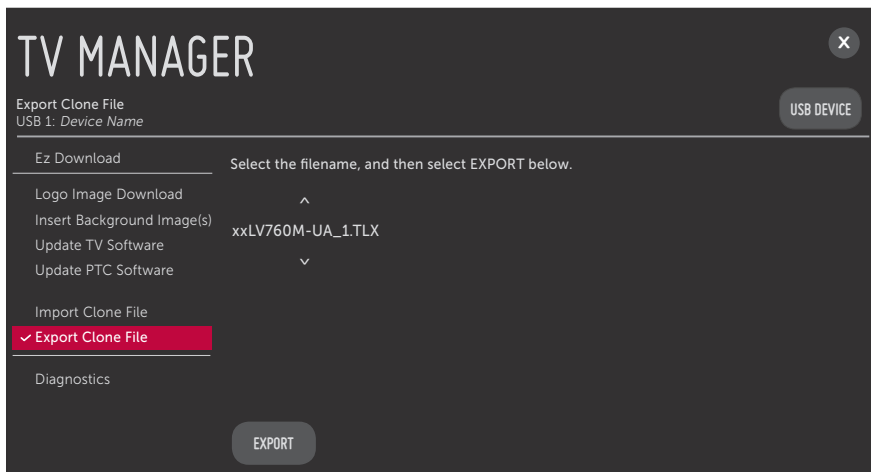 TV MANAGER
X
Export Clone File
USB 1: Device Name
USB DEVICE
Ez Download
Select the filename, and then select EXPORT below.
Logo Image Download
Insert Background Image(s)
xxLV760M-UA_1.TLX
Update TV Software
Update PTC Software
Import Clone File
Export Clone File
Diagnostics
EXPORT